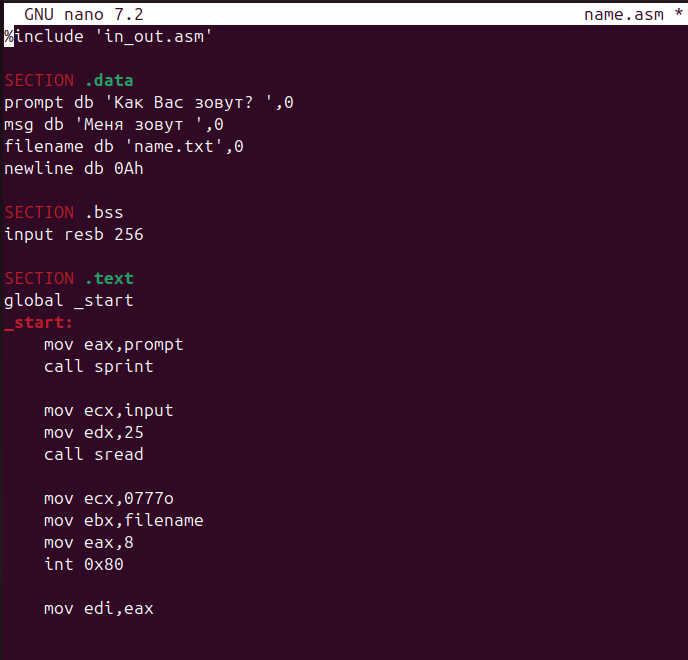 GNU nano 7.2 name.asm *
%include 'in_out.asm'
SECTION .data
prompt db 'Как Вас зовут? ',0
msg db 'Меня зовут ',0
filename db 'name.txt',0
newline db 0Ah
SECTION .bss
input resb 256
SECTION .text
global _start
_start:
mov eax,prompt
call sprint
mov ecx,input
mov edx,25
call sread
mov ecx,0777o
mov ebx,filename
mov eax,8
int 0x80
mov edi,eax